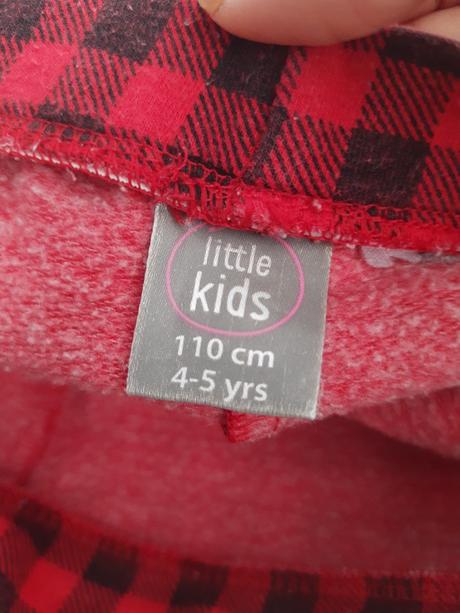 little
kids
110 cm
4-5 yrs